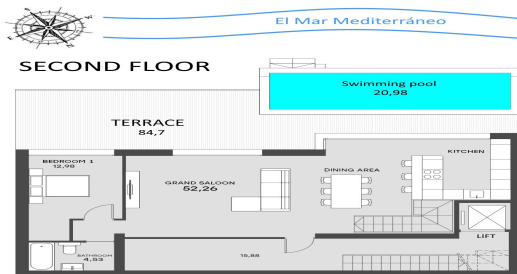 El Mar Mediterráneo
SECOND FLOOR
Swimming pool
20,98
TERRACE
84,7
KITCHEN
BEDROOM 1
12,98
DINING AREA
GRAND SALOON
52,26
LIFT
BATHROOM
4,53
15,88